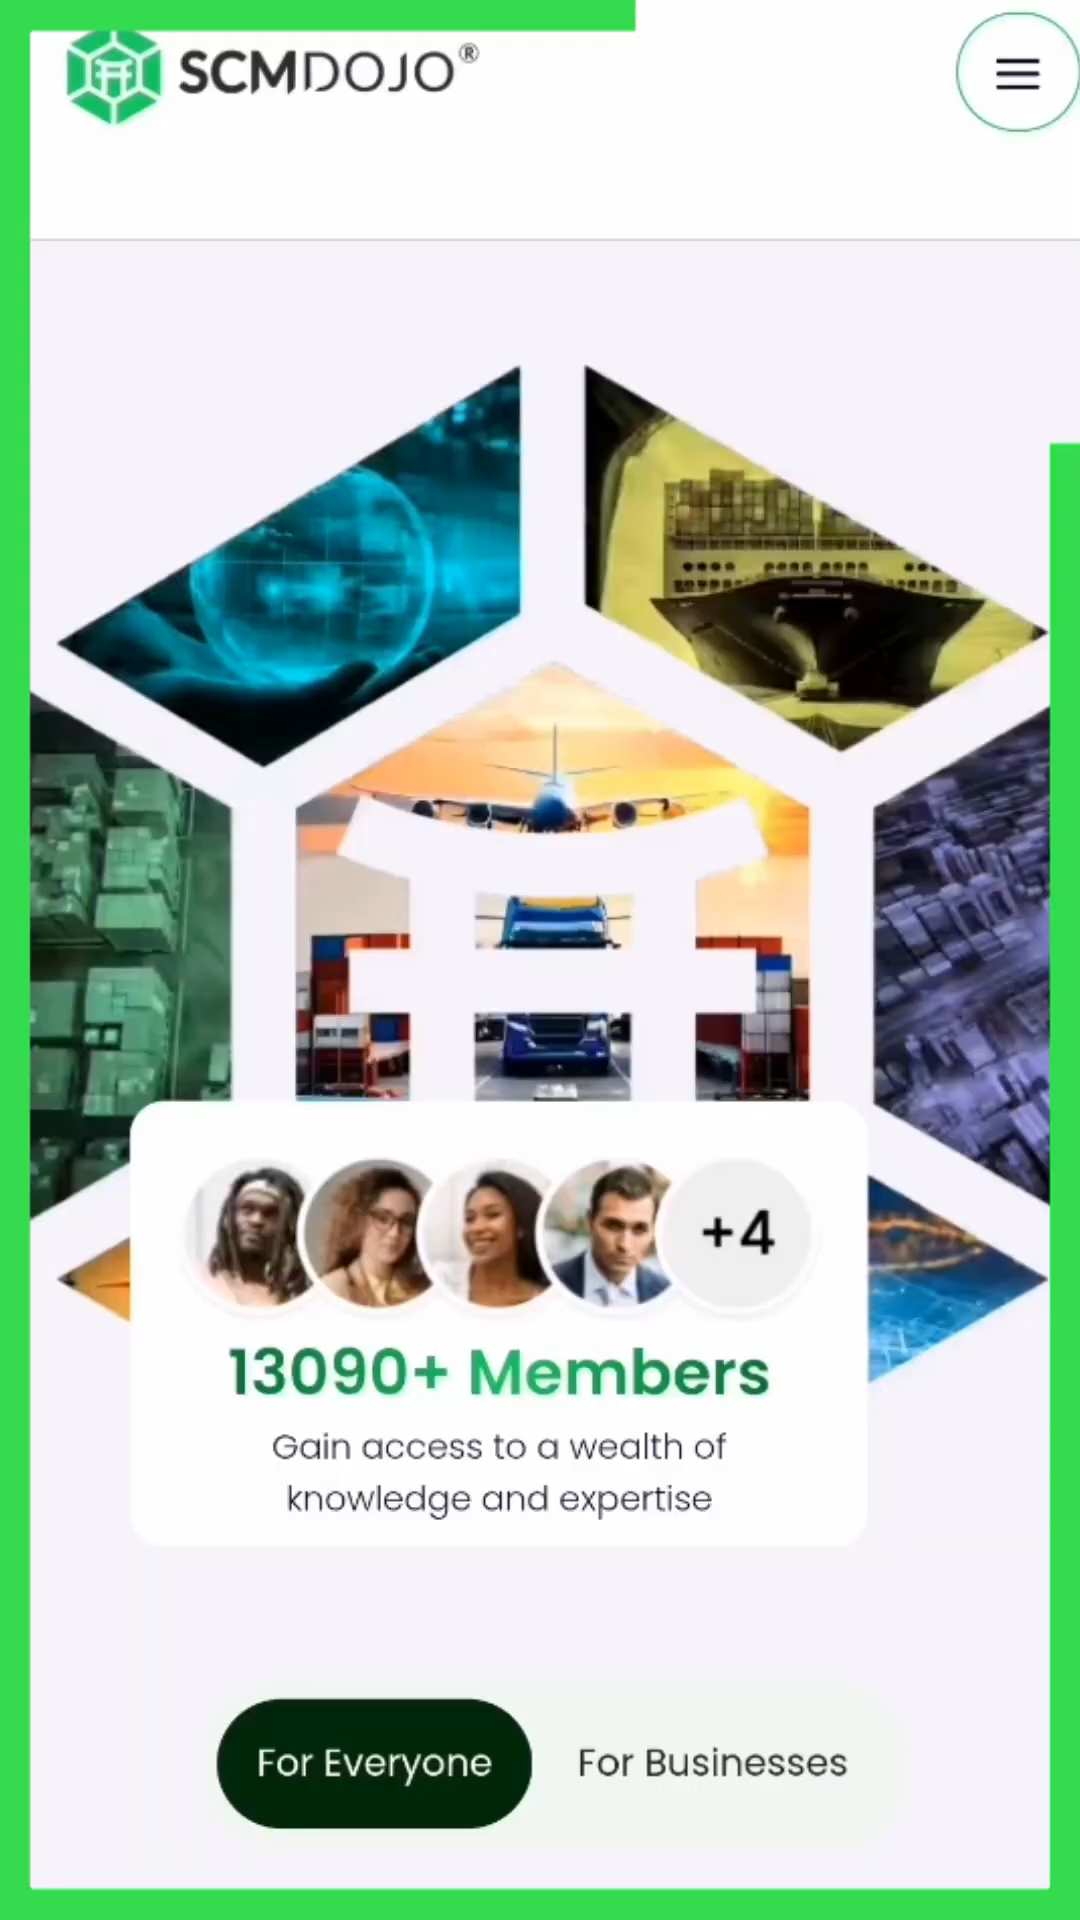 SCMDOJO®
+4
13090+ Members
Gain access to a wealth of
knowledge and expertise
For Everyone
For Businesses